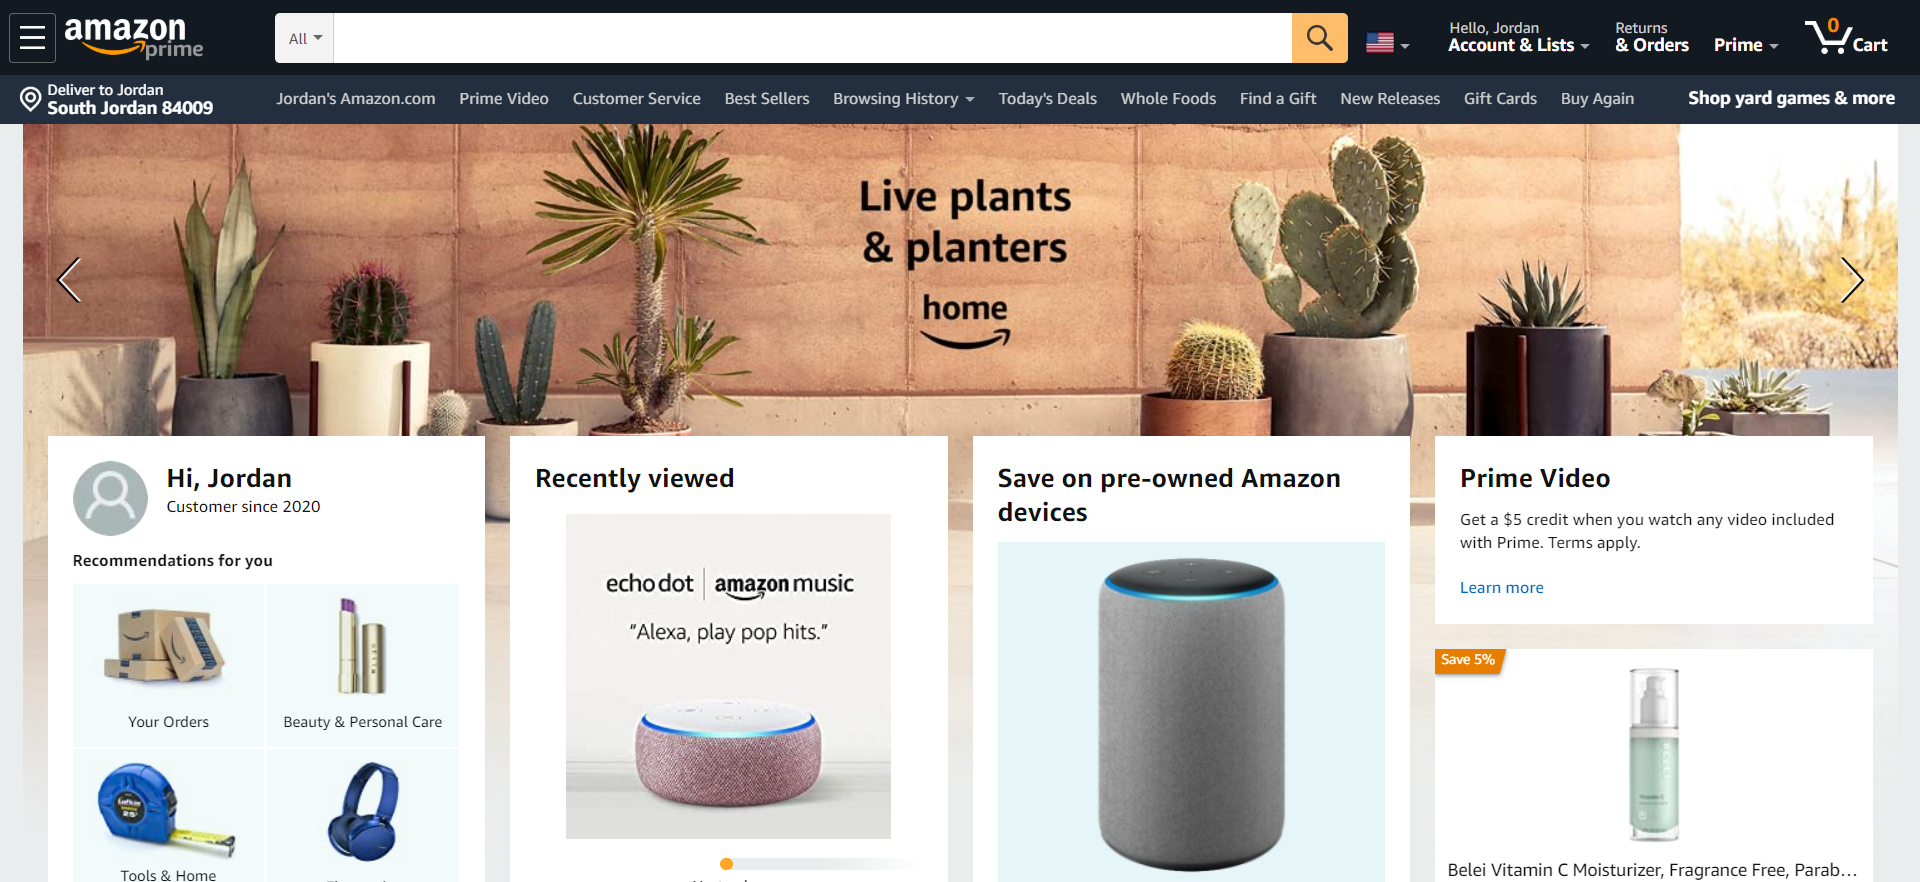 amazon
prime
All
Hello, Jordan
Account & Lists
Returns
& Orders
Prime
0
Cart
Deliver to Jordan
South Jordan 84009
Jordan's Amazon.com
Prime Video
Customer Service
Best Sellers
Browsing History
Today's Deals
Whole Foods
Find a Gift
New Releases
Gift Cards
Buy Again
Shop yard games & more
Live plants
& planters
home
Hi, Jordan
Customer since 2020
Recommendations for you
Your Orders
Beauty & Personal Care
Tools & Home
Recently viewed
echo dot | amazon music
“Alexa, play pop hits.”
Save on pre-owned Amazon
devices
Prime Video
Get a $5 credit when you watch any video included
with Prime. Terms apply.
Learn more
Save 5%
Belei Vitamin C Moisturizer, Fragrance Free, Parab...